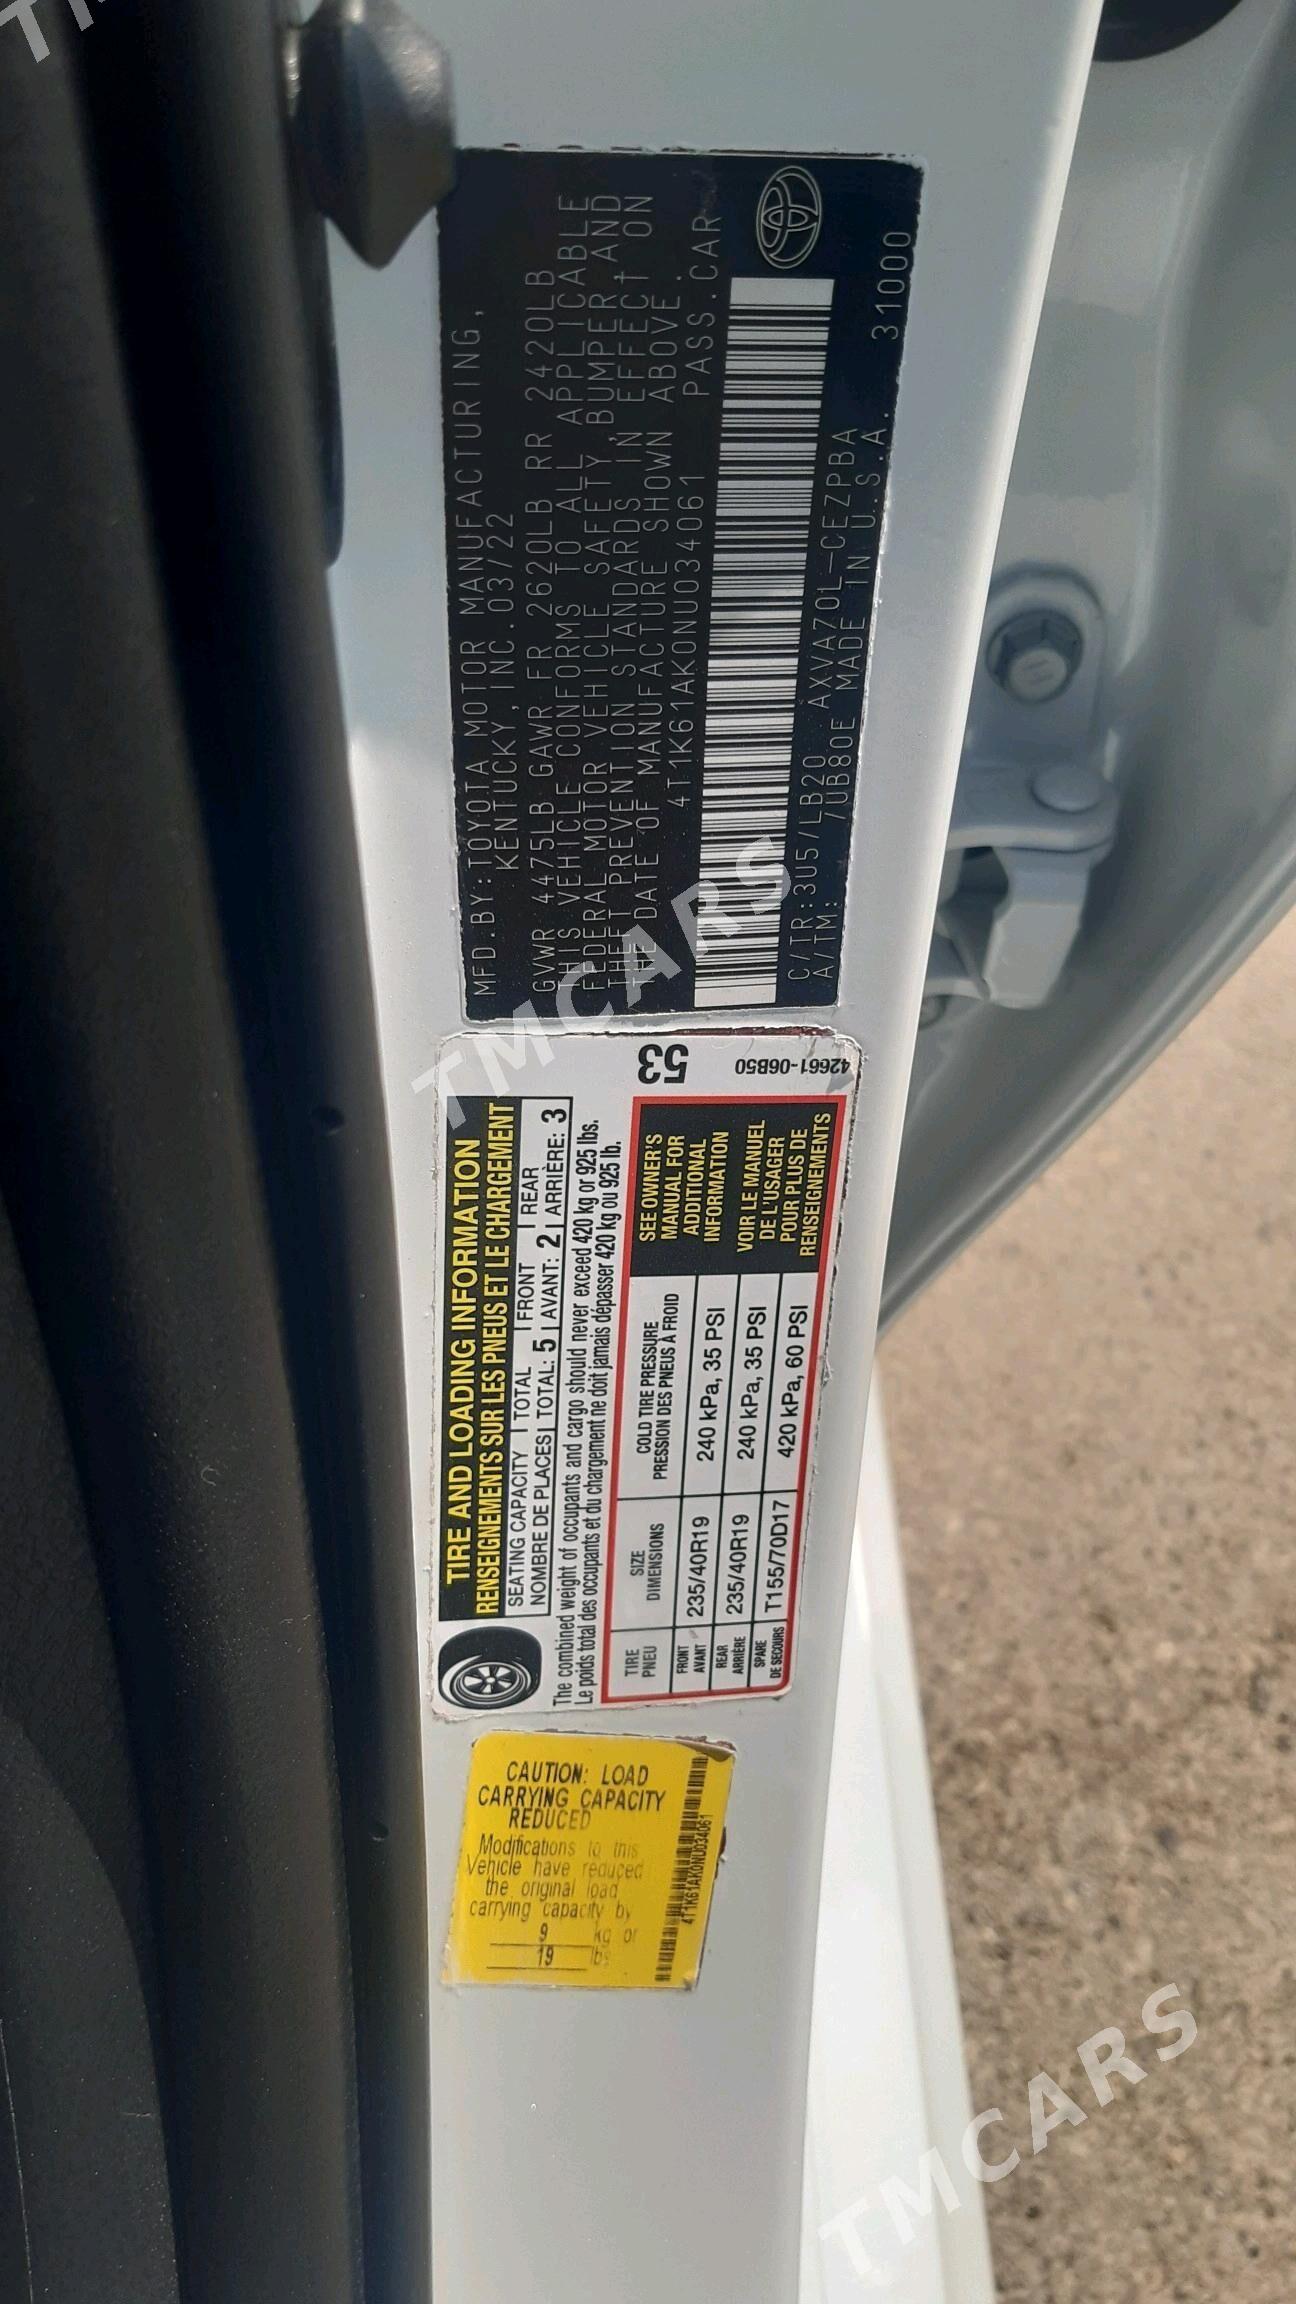 MFD.BY:TOYOTA MOTOR MANUFACTURING,
KENTUCKY,INC.03/22
GVWR 4475LB GAWR FR 2620LB RR 2420LB
THIS VEHICLE CONFORMS TO ALL APPLICABLE
FEDERAL MOTOR VEHICLE SAFETY,BUMPER,AND
THEFT PREVENTION STANDARDS IN EFFECT ON
THE DATE OF MANUFACTURE SHOWN ABOVE.
4T1K61AK0NU034061 PASS.CAR
C/TR:3U5/LB20 AXVA70L-CEZPBA
A/TM: /UB80E MADE IN U.S.A. 31000
TIRE AND LOADING INFORMATION
RENSEIGNEMENTS SUR LES PNEUS ET LE CHARGEMENT
53
42661-06B50
SEATING CAPACITY TOTAL FRONT REAR
NOMBRE DE PLACES TOTAL: 5 AVANT: 2 ARRIÈRE: 3
The combined weight of occupants and cargo should never exceed 420 kg or 925 lbs.
Le poids total des occupants et du chargement ne doit jamais dépasser 420 kg ou 925 lb.
TIRE SIZE COLD TIRE PRESSURE
PNEU DIMENSIONS PRESSION DES PNEUS À FROID
FRONT
AVANT 235/40R19 240 kPa, 35 PSI
REAR
ARRIÈRE 235/40R19 240 kPa, 35 PSI
SPARE
DE SECOURS T155/70D17 420 kPa, 60 PSI
SEE OWNER'S
MANUAL FOR
ADDITIONAL
INFORMATION
VOIR LE MANUEL
DE L'USAGER
POUR PLUS DE
RENSEIGNEMENTS
CAUTION: LOAD
CARRYING CAPACITY
REDUCED
Modifications to this
Vehicle have reduced
the original load
carrying capacity by
9 kg or
19 lbs
4T1K61AK0NU034061
TMCARS
TMCARS